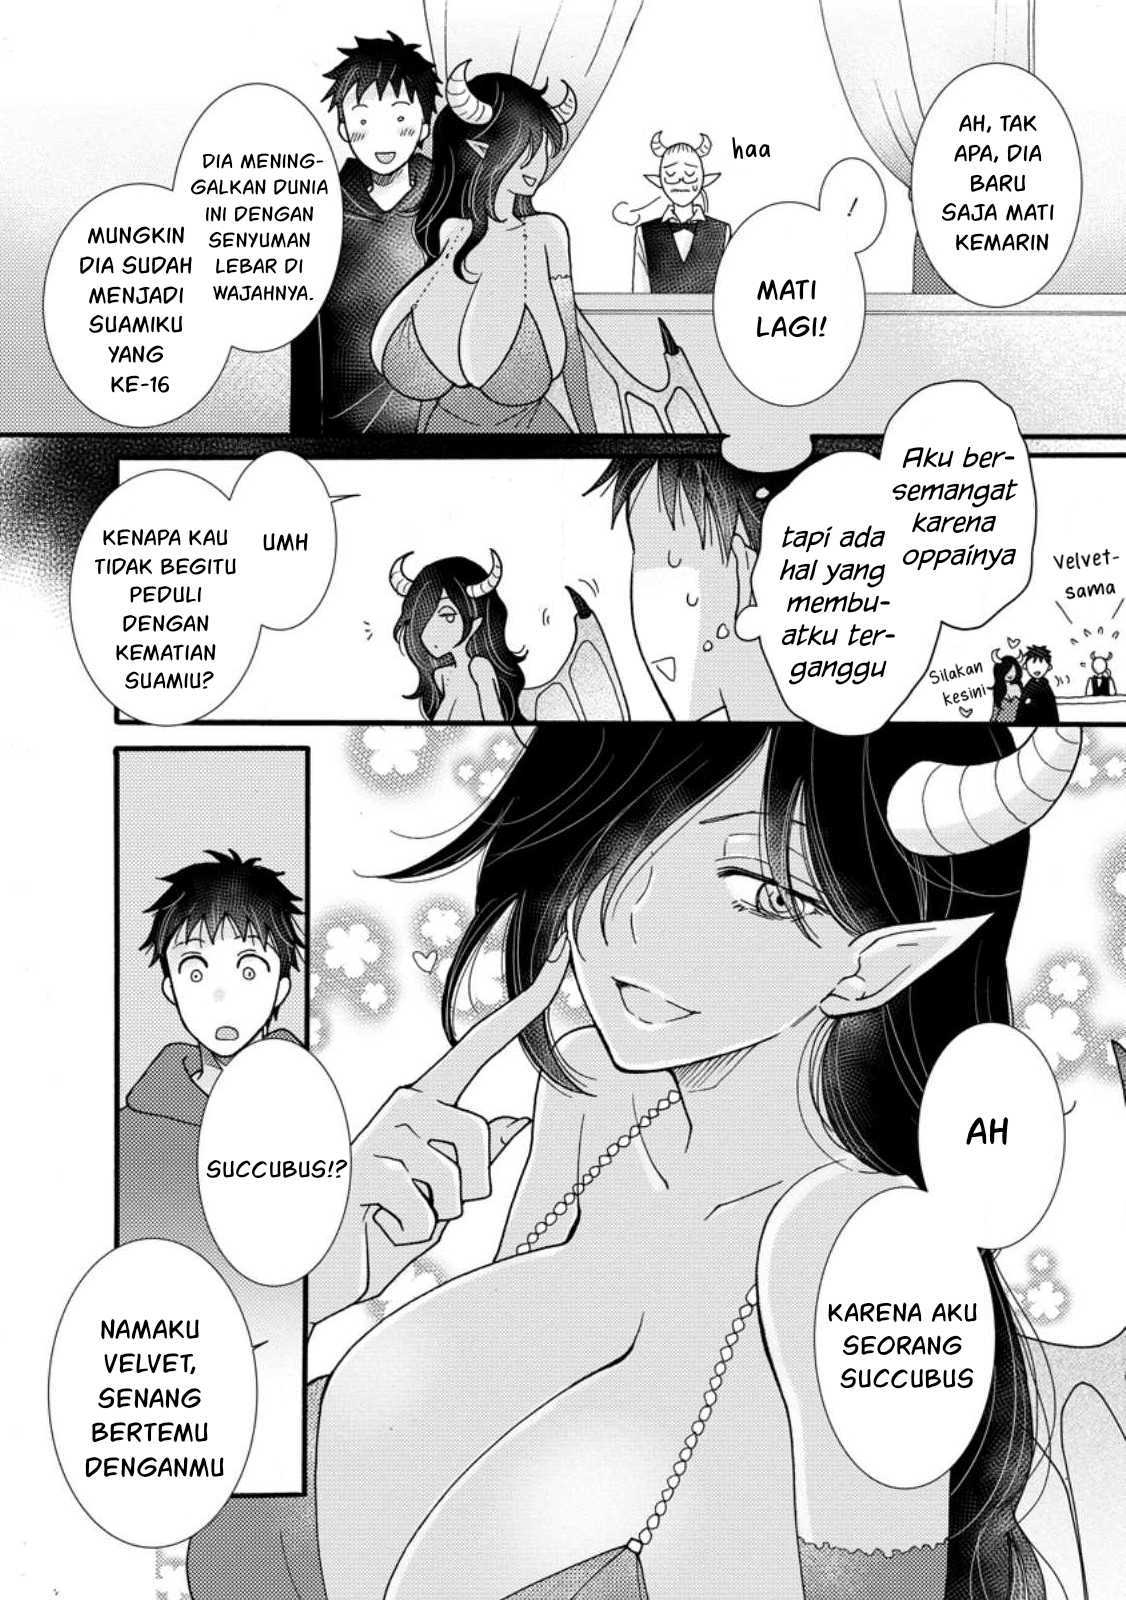 AH, TAK
APA, DIA
BARU
SAJA MATI
KEMARIN
!
MATI
LAGI!
haa
DIA MENING-
GALKAN DUNIA
INI DENGAN
SENYUMAN
LEBAR DI
WAJAHNYA.
MUNGKIN
DIA SUDAH
MENJADI
SUAMIKU
YANG
KE-16
Velvet-
sama
Silakan
kesini
Aku ber-
semangat
karena
oppainya
tapi ada
hal yang
membu-
atku ter-
ganggu
UMH
KENAPA KAU
TIDAK BEGITU
PEDULI
DENGAN
KEMATIAN
SUAMIU?
AH
KARENA AKU
SEORANG
SUCCUBUS
SUCCUBUS!?
NAMAKU
VELVET,
SENANG
BERTEMU
DENGANMU